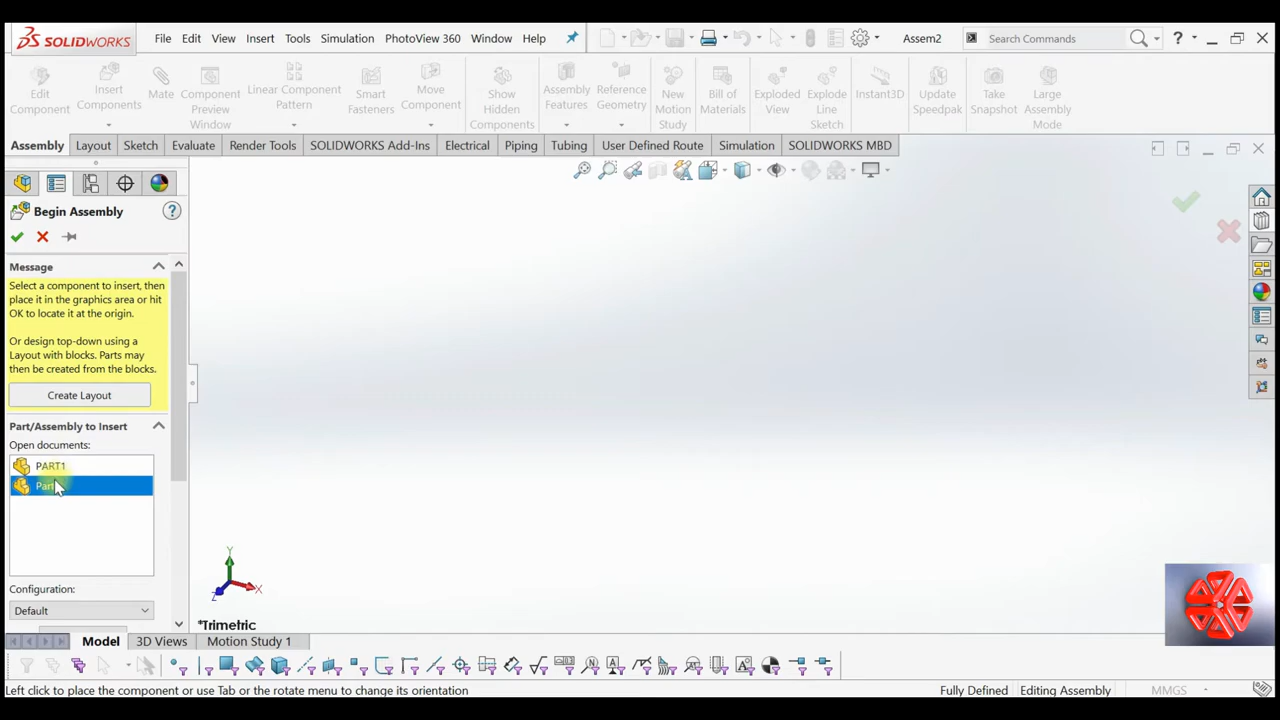 SOLIDWORKS File Edit View Insert Tools Simulation PhotoView 360 Window Help Assem2 Search Commands ?
Edit Component
Insert Components
Mate
Component Preview Window
Linear Component Pattern
Smart Fasteners
Move Component
Show Hidden Components
Assembly Features
Reference Geometry
New Motion Study
Bill of Materials
Exploded View
Explode Line Sketch
Instant3D
Update Speedpak
Take Snapshot
Large Assembly Mode
Assembly Layout Sketch Evaluate Render Tools SOLIDWORKS Add-Ins Electrical Piping Tubing User Defined Route Simulation SOLIDWORKS MBD
Begin Assembly ?
Message
Select a component to insert, then
place it in the graphics area or hit
OK to locate it at the origin.
Or design top-down using a
Layout with blocks. Parts may
then be created from the blocks.
Create Layout
Part/Assembly to Insert
Open documents:
PART1
Configuration:
Default
Y
X
Z
*Trimetric
Model 3D Views Motion Study 1
Left click to place the component or use Tab or the rotate menu to change its orientation Fully Defined Editing Assembly MMGS